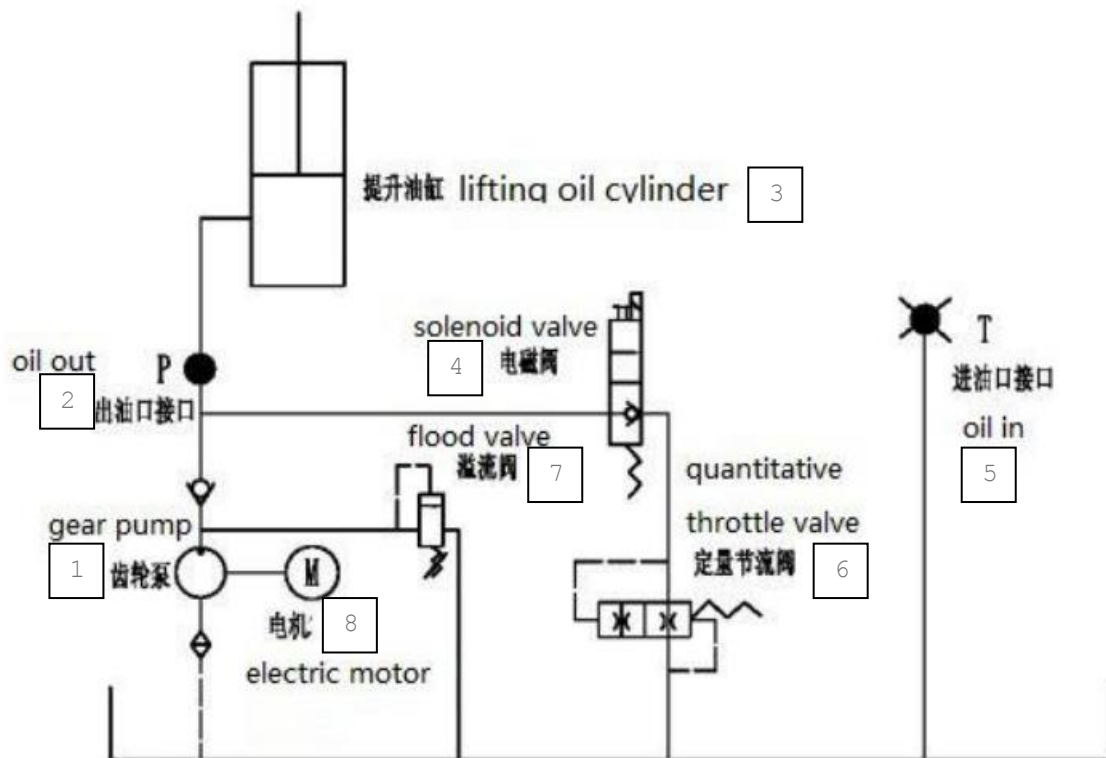 提升油缸 lifting oil cylinder 3
solenoid valve
4 电磁阀
oil out P
2 出油口接口
T
进油口接口
oil in
5
flood valve
溢流阀 7
quantitative
throttle valve
定量节流阀 6
gear pump
1 齿轮泵
M
电机 8
electric motor